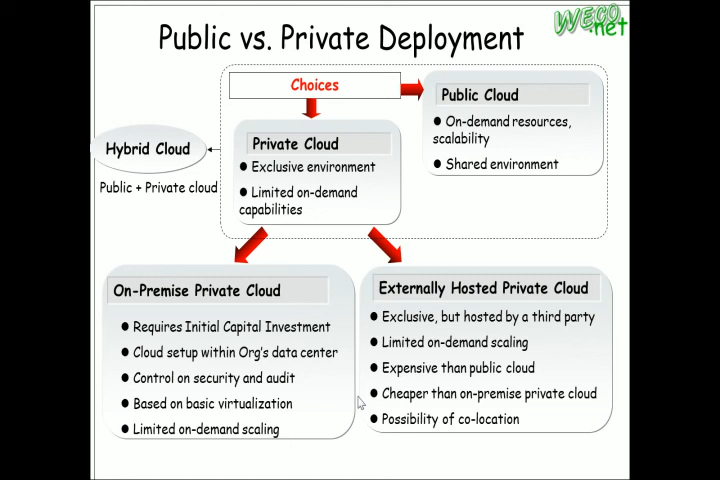 WECO
.net
Public vs. Private Deployment
Choices
Public Cloud
● On-demand resources,
scalability
● Shared environment
Private Cloud
● Exclusive environment
● Limited on-demand
capabilities
Hybrid Cloud
Public + Private cloud
On-Premise Private Cloud
● Requires Initial Capital Investment
● Cloud setup within Org's data center
● Control on security and audit
● Based on basic virtualization
● Limited on-demand scaling
Externally Hosted Private Cloud
● Exclusive, but hosted by a third party
● Limited on-demand scaling
● Expensive than public cloud
● Cheaper than on-premise private cloud
● Possibility of co-location